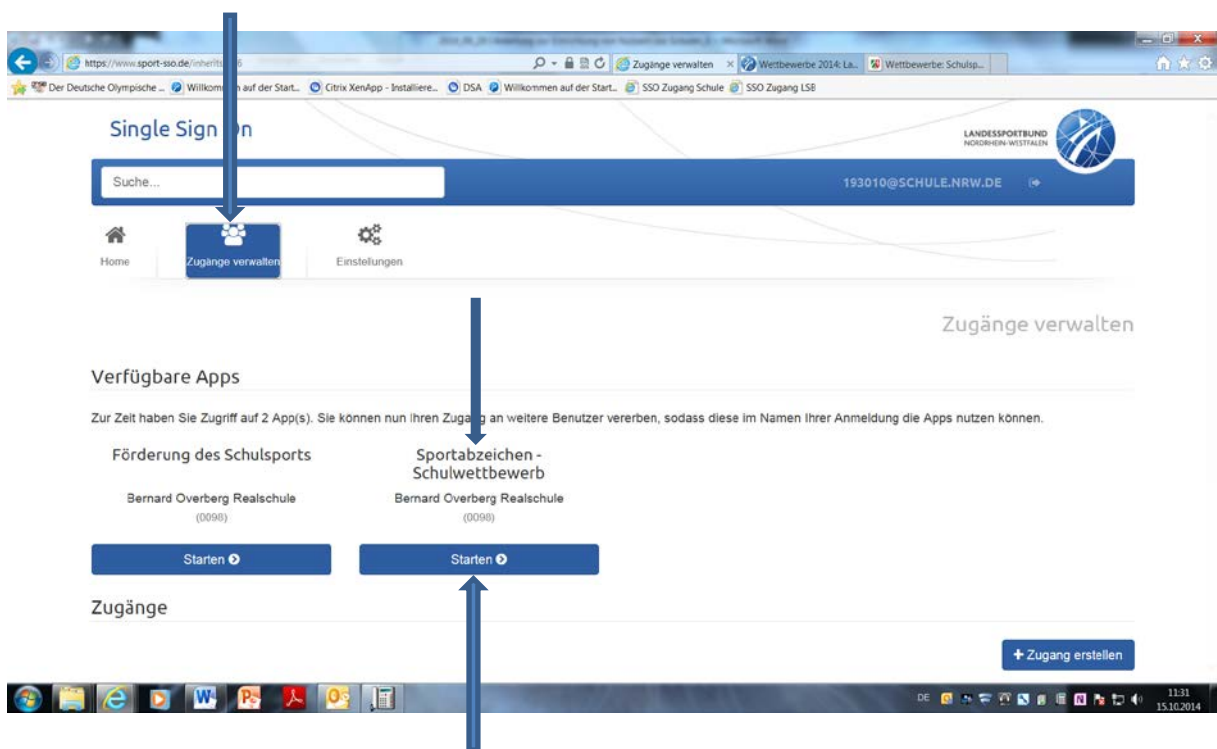 https://www.sport-sso.de/inherits
Zugänge verwalten
Wettbewerbe 2014: La...
Wettbewerbe: Schulsp...
Der Deutsche Olympische ...
Willkommen auf der Start...
Citrix XenApp - Installiere...
DSA
Willkommen auf der Start...
SSO Zugang Schule
SSO Zugang LSB
Single Sign On
LANDESSPORTBUND
NORDRHEIN-WESTFALEN
Suche...
193010@SCHULE.NRW.DE
Home
Zugänge verwalten
Einstellungen
Zugänge verwalten
Verfügbare Apps
Zur Zeit haben Sie Zugriff auf 2 App(s). Sie können nun Ihren Zugang an weitere Benutzer vererben, sodass diese im Namen Ihrer Anmeldung die Apps nutzen können.
Förderung des Schulsports
Bernard Overberg Realschule
(0098)
Starten
Sportabzeichen -
Schulwettbewerb
Bernard Overberg Realschule
(0098)
Starten
Zugänge
+ Zugang erstellen
DE
11:31
15.10.2014